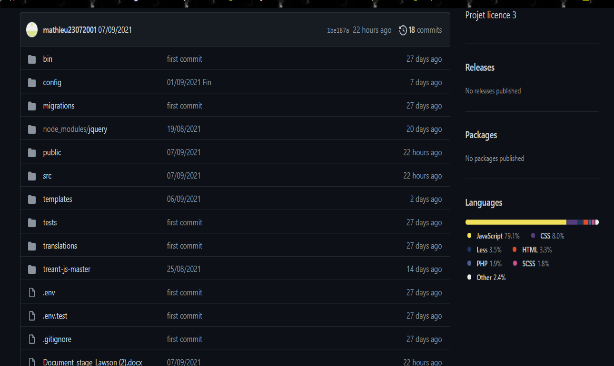 mathieu23072001 07/09/2021 1be187a 22 hours ago 18 commits
bin first commit 27 days ago
config 01/09/2021 Fin 7 days ago
migrations first commit 27 days ago
node_modules/jquery 19/08/2021 20 days ago
public 07/09/2021 22 hours ago
src 07/09/2021 22 hours ago
templates 06/09/2021 2 days ago
tests first commit 27 days ago
translations first commit 27 days ago
treant-js-master 25/08/2021 14 days ago
.env first commit 27 days ago
.env.test first commit 27 days ago
.gitignore first commit 27 days ago
Document_stage_Lawson (2).docx 07/09/2021 22 hours ago
Projet licence 3
Releases
No releases published
Packages
No packages published
Languages
JavaScript 79.1% CSS 8.0%
Less 3.5% HTML 3.3%
PHP 1.9% SCSS 1.8%
Other 2.4%